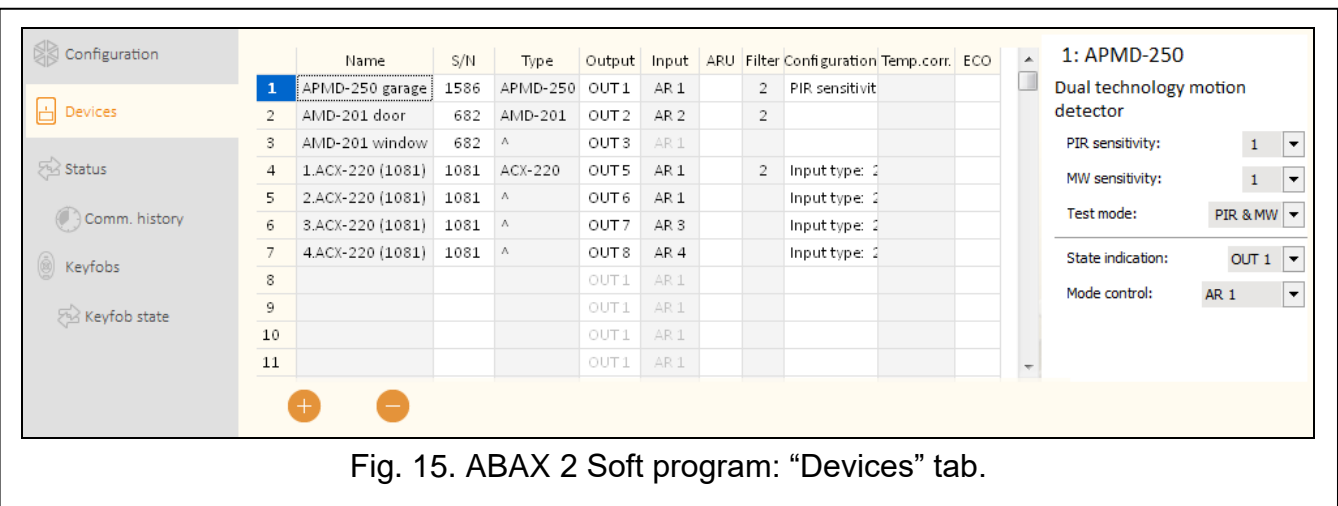 Configuration
Devices
Status
Comm. history
Keyfobs
Keyfob state
Name S/N Type Output Input ARU Filter Configuration Temp.corr. ECO
1 APMD-250 garage 1586 APMD-250 OUT 1 AR 1 2 PIR sensitivit
2 AMD-201 door 682 AMD-201 OUT 2 AR 2 2
3 AMD-201 window 682 ^ OUT 3 AR 1
4 1.ACX-220 (1081) 1081 ACX-220 OUT 5 AR 1 2 Input type: 2
5 2.ACX-220 (1081) 1081 ^ OUT 6 AR 1 Input type: 2
6 3.ACX-220 (1081) 1081 ^ OUT 7 AR 3 Input type: 2
7 4.ACX-220 (1081) 1081 ^ OUT 8 AR 4 Input type: 2
8 OUT 1 AR 1
9 OUT 1 AR 1
10 OUT 1 AR 1
11 OUT 1 AR 1
1: APMD-250
Dual technology motion
detector
PIR sensitivity: 1
MW sensitivity: 1
Test mode: PIR & MW
State indication: OUT 1
Mode control: AR 1
Fig. 15. ABAX 2 Soft program: “Devices” tab.